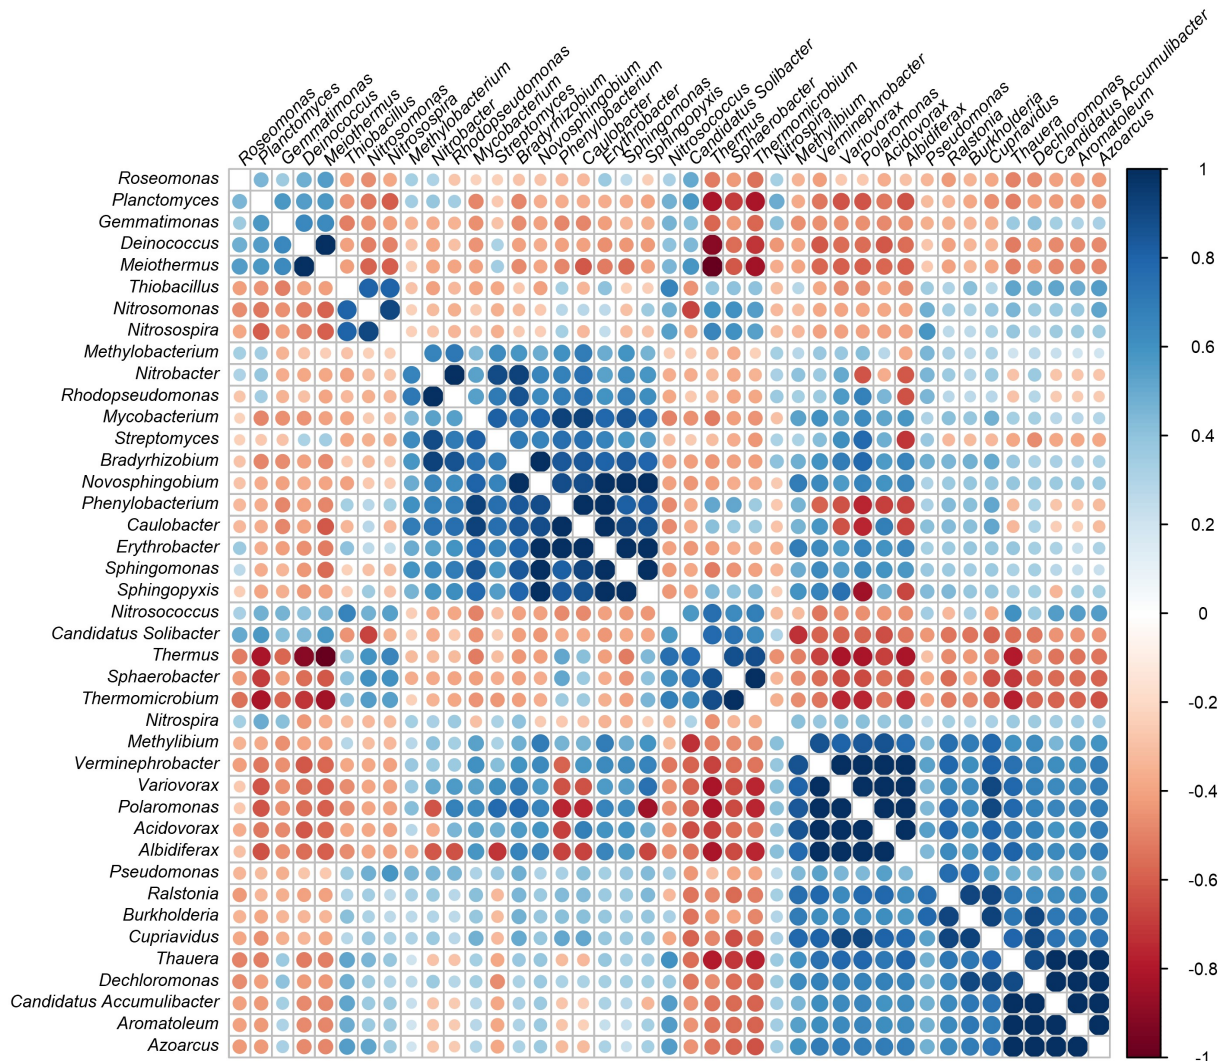 Roseomonas
Planctomyces
Gemmatimonas
Deinococcus
Meiothermus
Thiobacillus
Nitrosomonas
Nitrosospira
Methylobacterium
Nitrobacter
Rhodopseudomonas
Mycobacterium
Streptomyces
Bradyrhizobium
Novosphingobium
Phenylobacterium
Caulobacter
Erythrobacter
Sphingomonas
Sphingopyxis
Nitrosococcus
Candidatus Solibacter
Thermus
Sphaerobacter
Thermomicrobium
Nitrospira
Methylibium
Verminephrobacter
Variovorax
Polaromonas
Acidovorax
Albidiferax
Pseudomonas
Ralstonia
Burkholderia
Cupriavidus
Thauera
Dechloromonas
Candidatus Accumulibacter
Aromatoleum
Azoarcus
Roseomonas
Planctomyces
Gemmatimonas
Deinococcus
Meiothermus
Thiobacillus
Nitrosomonas
Nitrosospira
Methylobacterium
Nitrobacter
Rhodopseudomonas
Mycobacterium
Streptomyces
Bradyrhizobium
Novosphingobium
Phenylobacterium
Caulobacter
Erythrobacter
Sphingomonas
Sphingopyxis
Nitrosococcus
Candidatus Solibacter
Thermus
Sphaerobacter
Thermomicrobium
Nitrospira
Methylibium
Verminephrobacter
Variovorax
Polaromonas
Acidovorax
Albidiferax
Pseudomonas
Ralstonia
Burkholderia
Cupriavidus
Thauera
Dechloromonas
Candidatus Accumulibacter
Aromatoleum
Azoarcus
1
0.8
0.6
0.4
0.2
0
-0.2
-0.4
-0.6
-0.8
-1